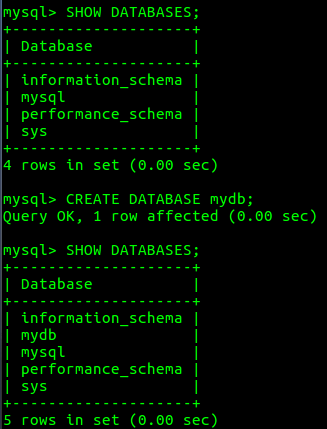 mysql> SHOW DATABASES;
+--------------------+
| Database           |
+--------------------+
| information_schema |
| mysql              |
| performance_schema |
| sys                |
+--------------------+
4 rows in set (0.00 sec)

mysql> CREATE DATABASE mydb;
Query OK, 1 row affected (0.00 sec)

mysql> SHOW DATABASES;
+--------------------+
| Database           |
+--------------------+
| information_schema |
| mydb               |
| mysql              |
| performance_schema |
| sys                |
+--------------------+
5 rows in set (0.00 sec)